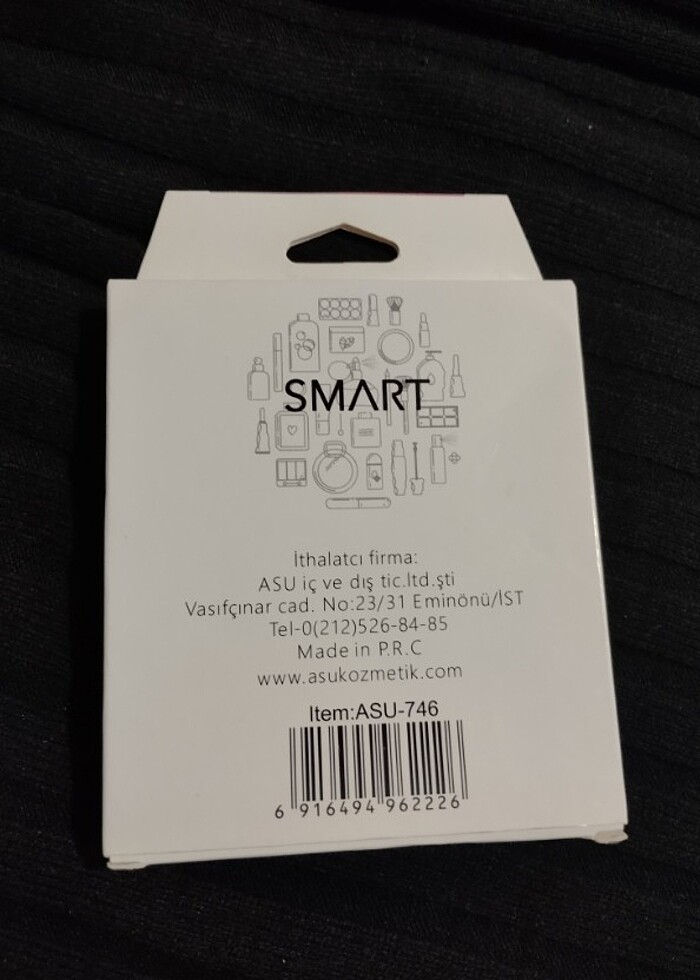 SMART
İthalatcı firma:
ASU iç ve dış tic.ltd.şti
Vasıfçınar cad. No:23/31 Eminönü/İST
Tel-0(212)526-84-85
Made in P.R.C
www.asukozmetik.com
Item:ASU-746
6 916494 962226